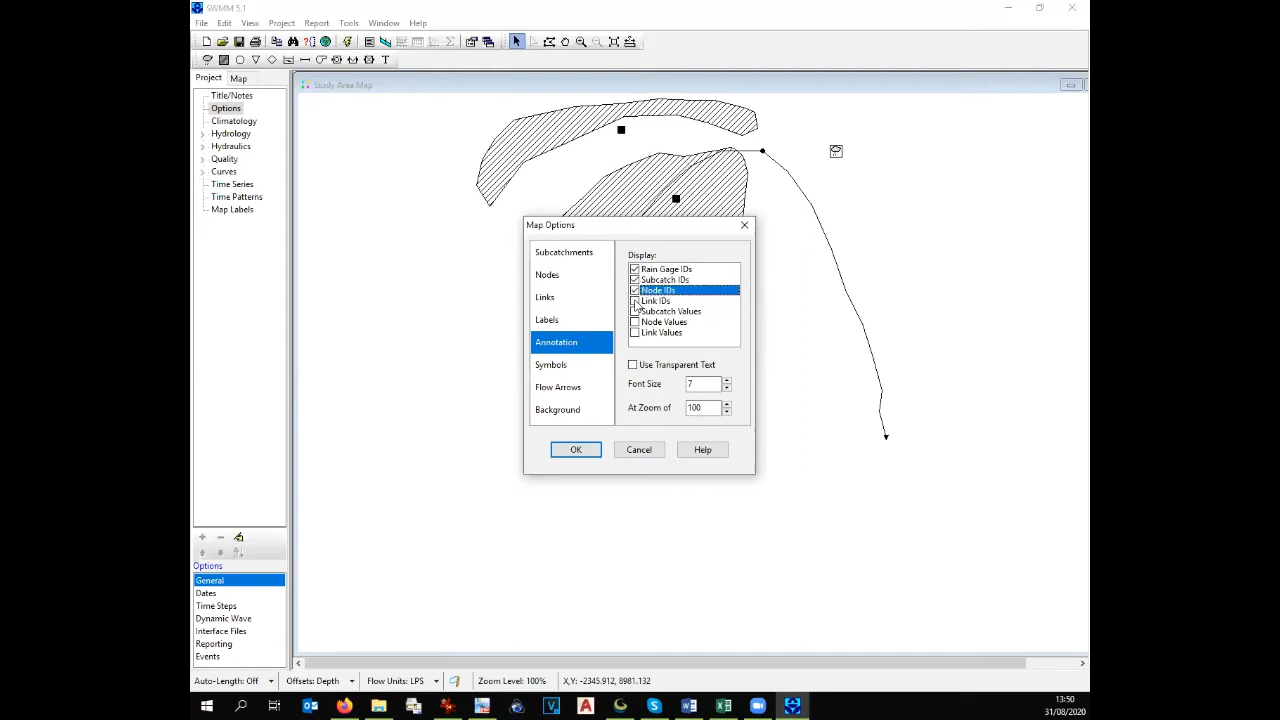 SWMM 5.1
File Edit View Project Report Tools Window Help
Project Map
Study Area Map
Title/Notes
Options
Climatology
Hydrology
Hydraulics
Quality
Curves
Time Series
Time Patterns
Map Labels
Map Options
Subcatchments
Nodes
Links
Labels
Annotation
Symbols
Flow Arrows
Background
Display:
Rain Gage IDs
Subcatch IDs
Node IDs
Link IDs
Subcatch Values
Node Values
Link Values
Use Transparent Text
Font Size 7
At Zoom of 100
OK Cancel Help
Options
General
Dates
Time Steps
Dynamic Wave
Interface Files
Reporting
Events
Auto-Length: Off Offsets: Depth Flow Units: LPS Zoom Level: 100% X,Y: -2345.912, 8981.132
13:50
31/08/2020